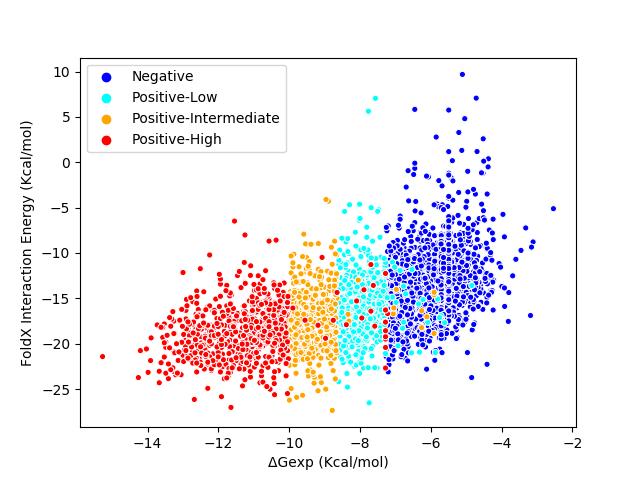 Negative
Positive-Low
Positive-Intermediate
Positive-High
FoldX Interaction Energy (Kcal/mol)
10
5
0
−5
−10
−15
−20
−25
−14 −12 −10 −8 −6 −4 −2
ΔGexp (Kcal/mol)